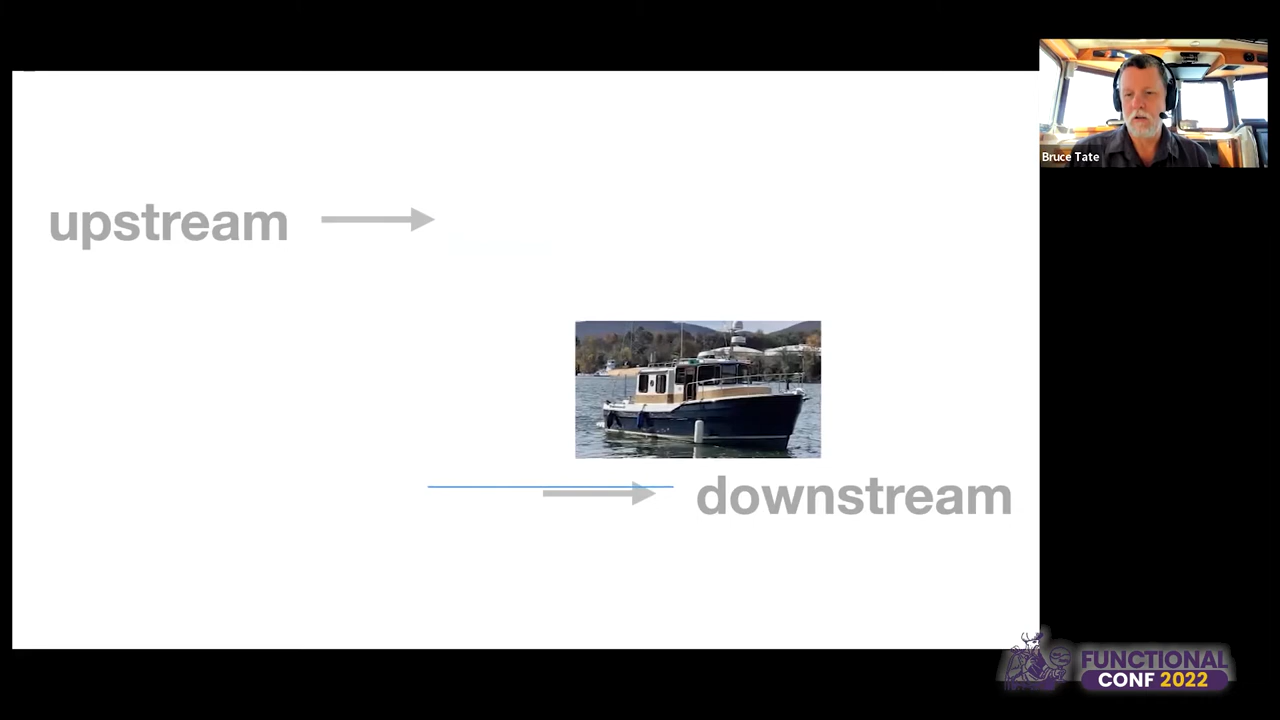 Bruce Tate
upstream
downstream
FUNCTIONAL
CONF 2022